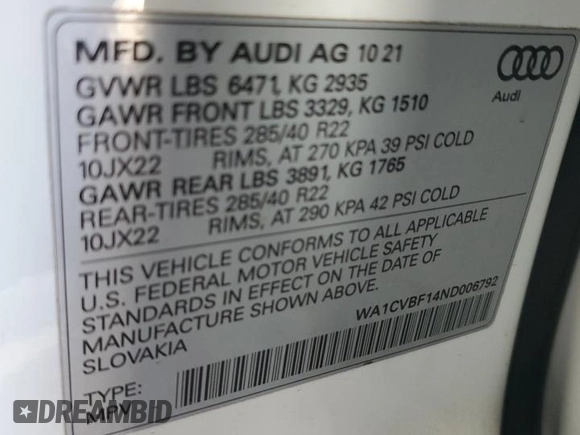 MFD. BY AUDI AG 10 21
GVWR LBS 6471, KG 2935
GAWR FRONT LBS 3329, KG 1510
FRONT-TIRES 285/40 R22
10JX22 RIMS, AT 270 KPA 39 PSI COLD
GAWR REAR LBS 3891, KG 1765
REAR-TIRES 285/40 R22
10JX22 RIMS, AT 290 KPA 42 PSI COLD
THIS VEHICLE CONFORMS TO ALL APPLICABLE
U.S. FEDERAL MOTOR VEHICLE SAFETY
STANDARDS IN EFFECT ON THE DATE OF
MANUFACTURE SHOWN ABOVE.
SLOVAKIA
WA1CVBF14ND006792
TYPE:
MPV
Audi
DREAMBID